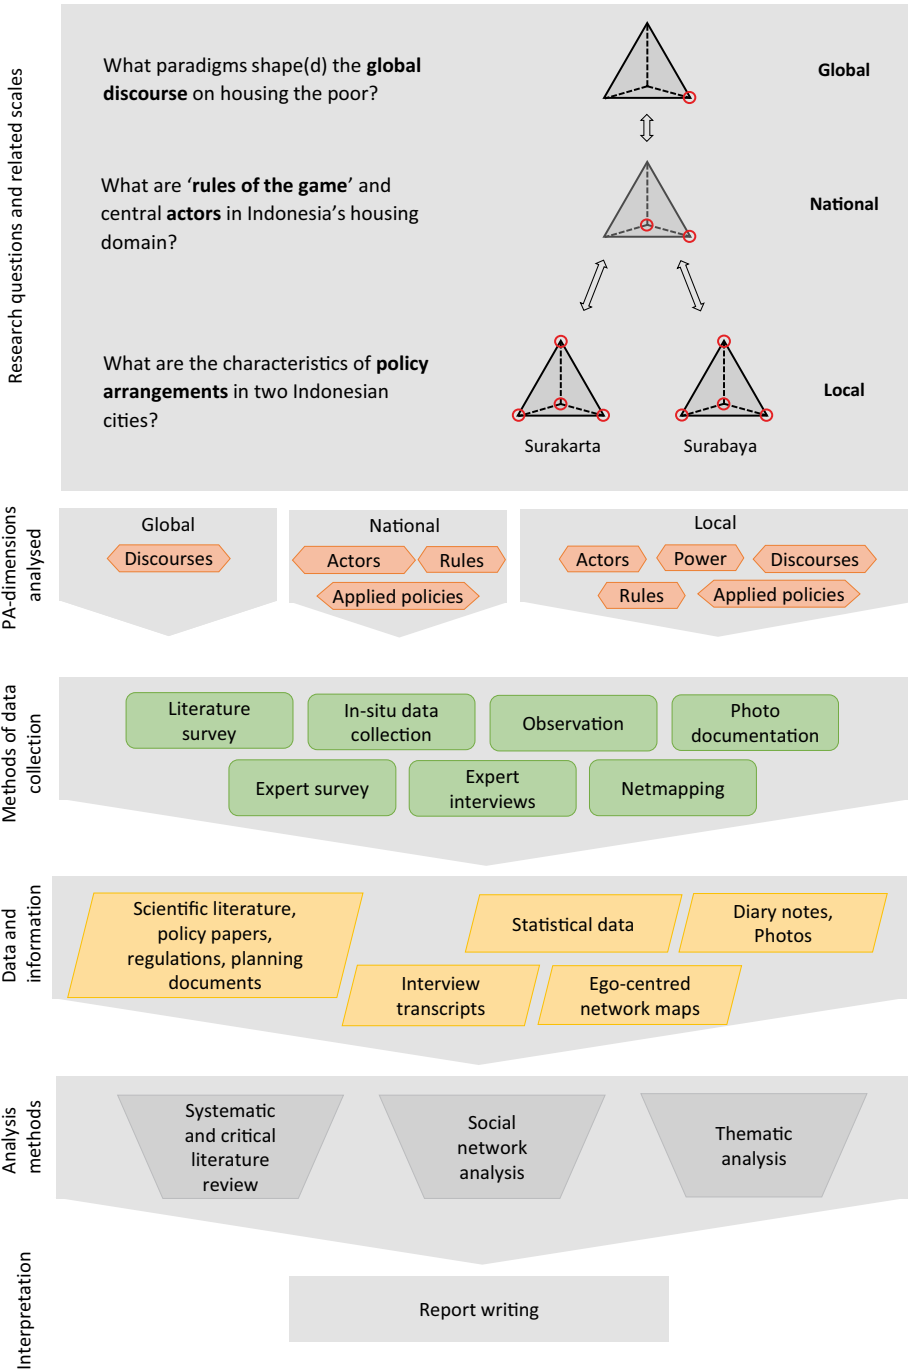 Research questions and related scales
What paradigms shape(d) the global
discourse on housing the poor?
Global
What are ‘rules of the game’ and
central actors in Indonesia’s housing
domain?
National
What are the characteristics of policy
arrangements in two Indonesian
cities?
Local
Surakarta
Surabaya
PA-dimensions
analysed
Global
Discourses
National
Actors
Rules
Applied policies
Local
Actors
Power
Discourses
Rules
Applied policies
Methods of data
collection
Literature
survey
In-situ data
collection
Observation
Photo
documentation
Expert survey
Expert
interviews
Netmapping
Data and
information
Scientific literature,
policy papers,
regulations, planning
documents
Statistical data
Diary notes,
Photos
Interview
transcripts
Ego-centred
network maps
Analysis
methods
Systematic
and critical
literature
review
Social
network
analysis
Thematic
analysis
Interpretation
Report writing